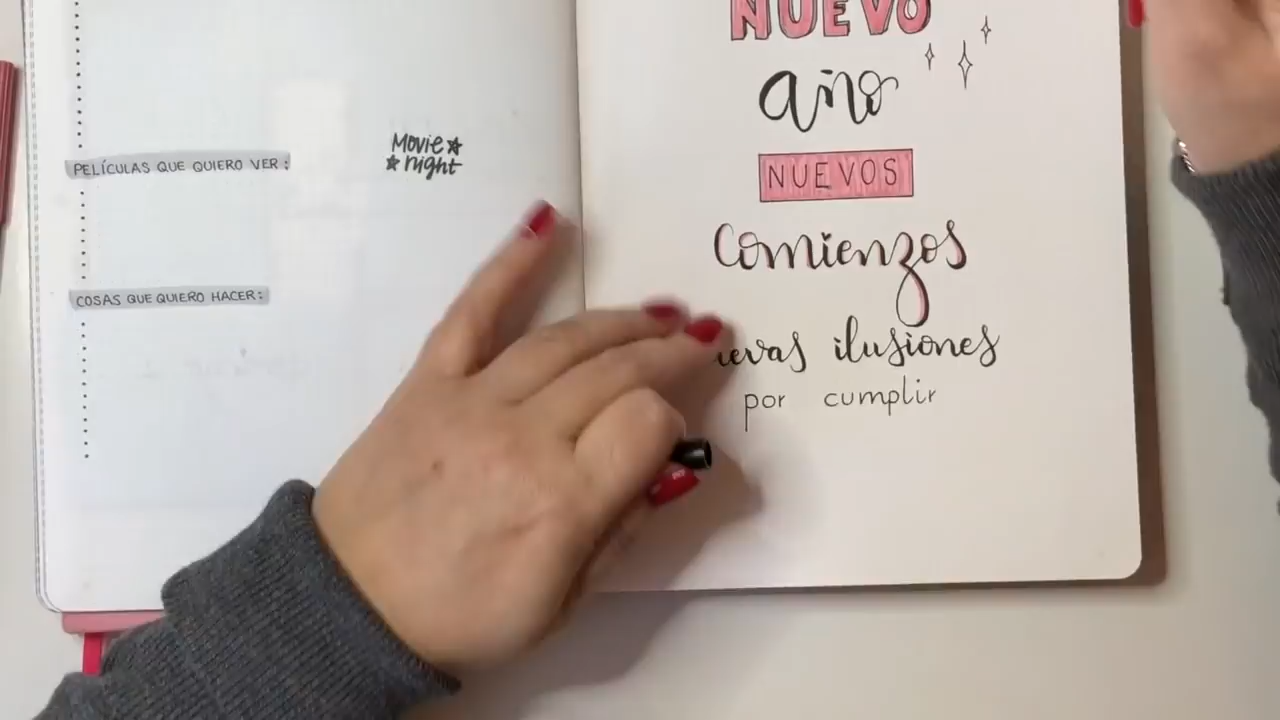 PELÍCULAS QUE QUIERO VER:
Movie
night
COSAS QUE QUIERO HACER:
NUEVO
año
NUEVOS
comienzos
ilusiones
por cumplir